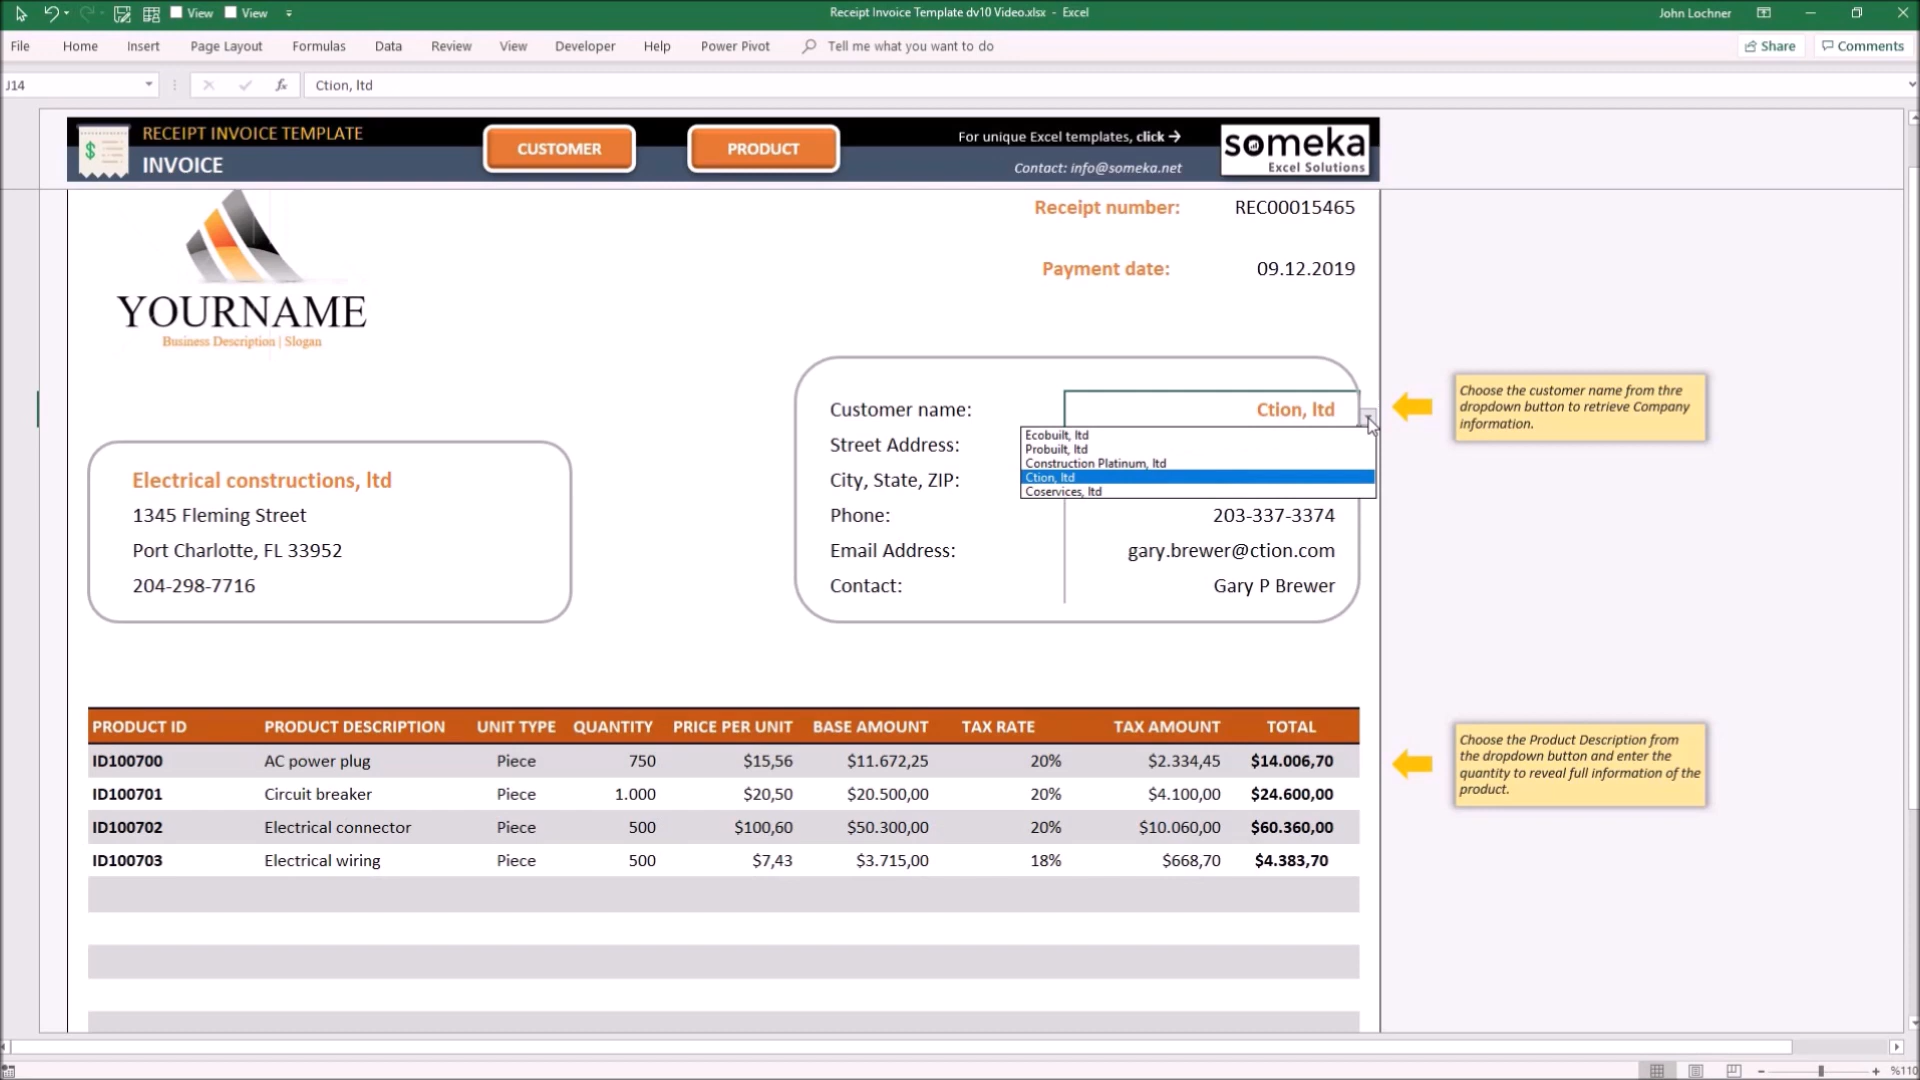 View View Receipt Invoice Template dv10 Video.xlsx - Excel John Lochner
File Home Insert Page Layout Formulas Data Review View Developer Help Power Pivot Tell me what you want to do Share Comments
J14 fx Ction, ltd
RECEIPT INVOICE TEMPLATE
INVOICE
CUSTOMER
PRODUCT
For unique Excel templates, click →
Contact: info@someka.net
someka
Excel Solutions
Receipt number: REC00015465
Payment date: 09.12.2019
YOURNAME
Business Description | Slogan
Electrical constructions, ltd
1345 Fleming Street
Port Charlotte, FL 33952
204-298-7716
Customer name: Ction, ltd
Street Address:
City, State, ZIP:
Ecobuilt, ltd
Probuilt, ltd
Construction Platinum, ltd
Ction, ltd
Coservices, ltd
Phone: 203-337-3374
Email Address: gary.brewer@ction.com
Contact: Gary P Brewer
Choose the customer name from thre
dropdown button to retrieve Company
information.
PRODUCT ID PRODUCT DESCRIPTION UNIT TYPE QUANTITY PRICE PER UNIT BASE AMOUNT TAX RATE TAX AMOUNT TOTAL
ID100700 AC power plug Piece 750 $15,56 $11.672,25 20% $2.334,45 $14.006,70
ID100701 Circuit breaker Piece 1.000 $20,50 $20.500,00 20% $4.100,00 $24.600,00
ID100702 Electrical connector Piece 500 $100,60 $50.300,00 20% $10.060,00 $60.360,00
ID100703 Electrical wiring Piece 500 $7,43 $3.715,00 18% $668,70 $4.383,70
Choose the Product Description from
the dropdown button and enter the
quantity to reveal full information of the
product.
%110